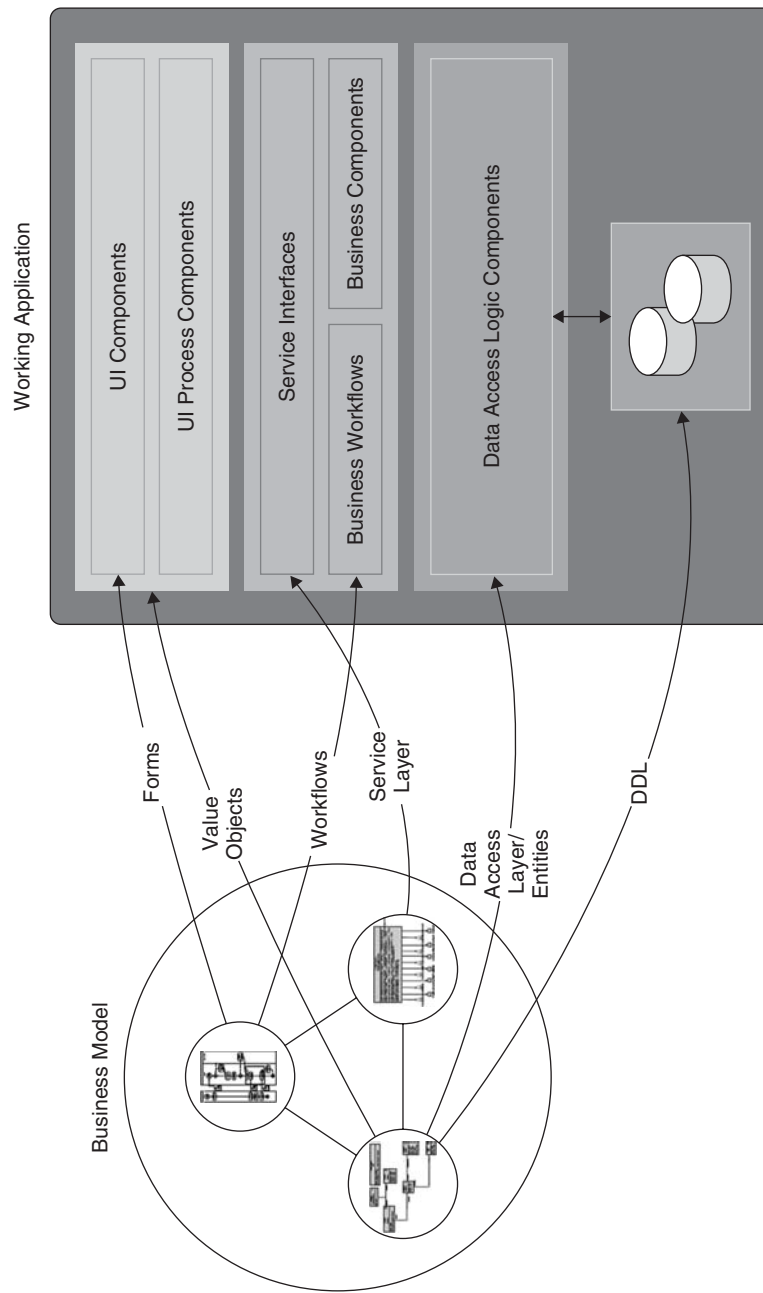 Working Application
UI Components
UI Process Components
Service Interfaces
Business Workflows
Business Components
Data Access Logic Components
Forms
Value
Objects
Workflows
Service
Layer
Data
Access
Layer/
Entities
DDL
Business Model